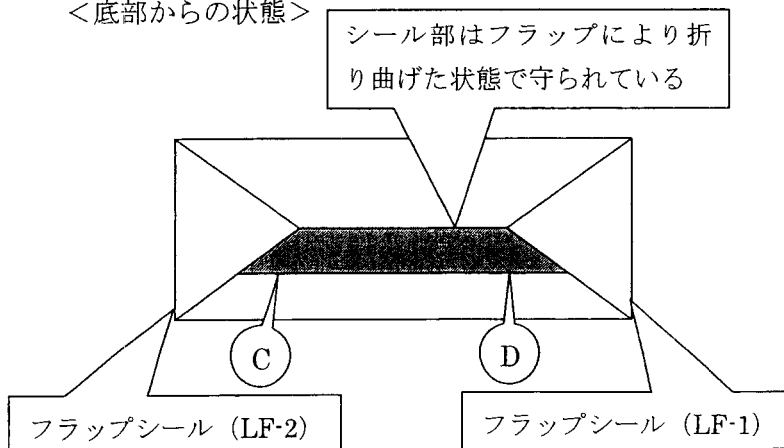 ＜底部からの状態＞
シール部はフラップにより折
り曲げた状態で守られている
C
D
フラップシール（LF-2）
フラップシール（LF-1）